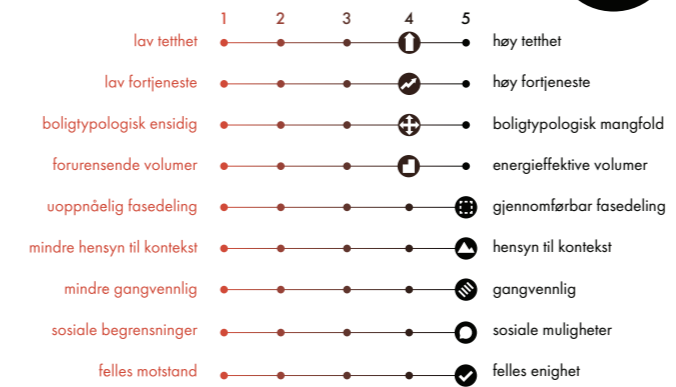 1 2 3 4 5
lav tetthet høy tetthet
lav fortjeneste høy fortjeneste
boligtypologisk ensidig boligtypologisk mangfold
forurensende volumer energieffektive volumer
uoppnåelig fasedeling gjennomførbar fasedeling
mindre hensyn til kontekst hensyn til kontekst
mindre gangvennlig gangvennlig
sosiale begrensninger sosiale muligheter
felles motstand felles enighet